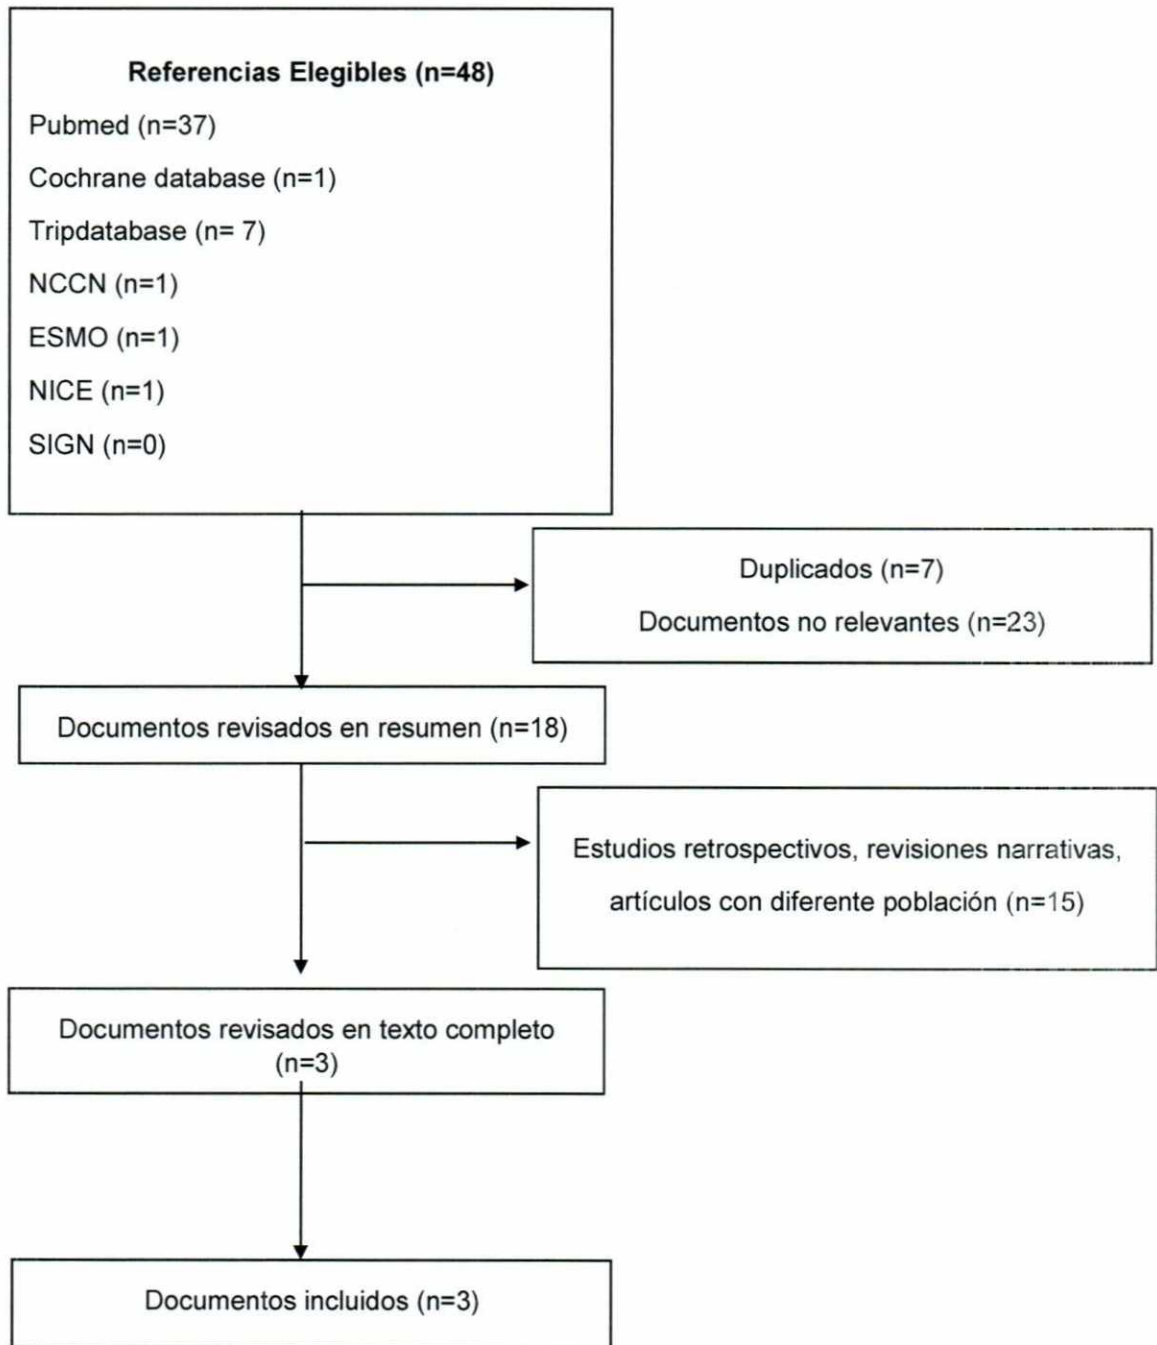 Referencias Elegibles (n=48)
Pubmed (n=37)
Cochrane database (n=1)
Tripdatabase (n= 7)
NCCN (n=1)
ESMO (n=1)
NICE (n=1)
SIGN (n=0)
Duplicados (n=7)
Documentos no relevantes (n=23)
Documentos revisados en resumen (n=18)
Estudios retrospectivos, revisiones narrativas,
artículos con diferente población (n=15)
Documentos revisados en texto completo
(n=3)
Documentos incluidos (n=3)